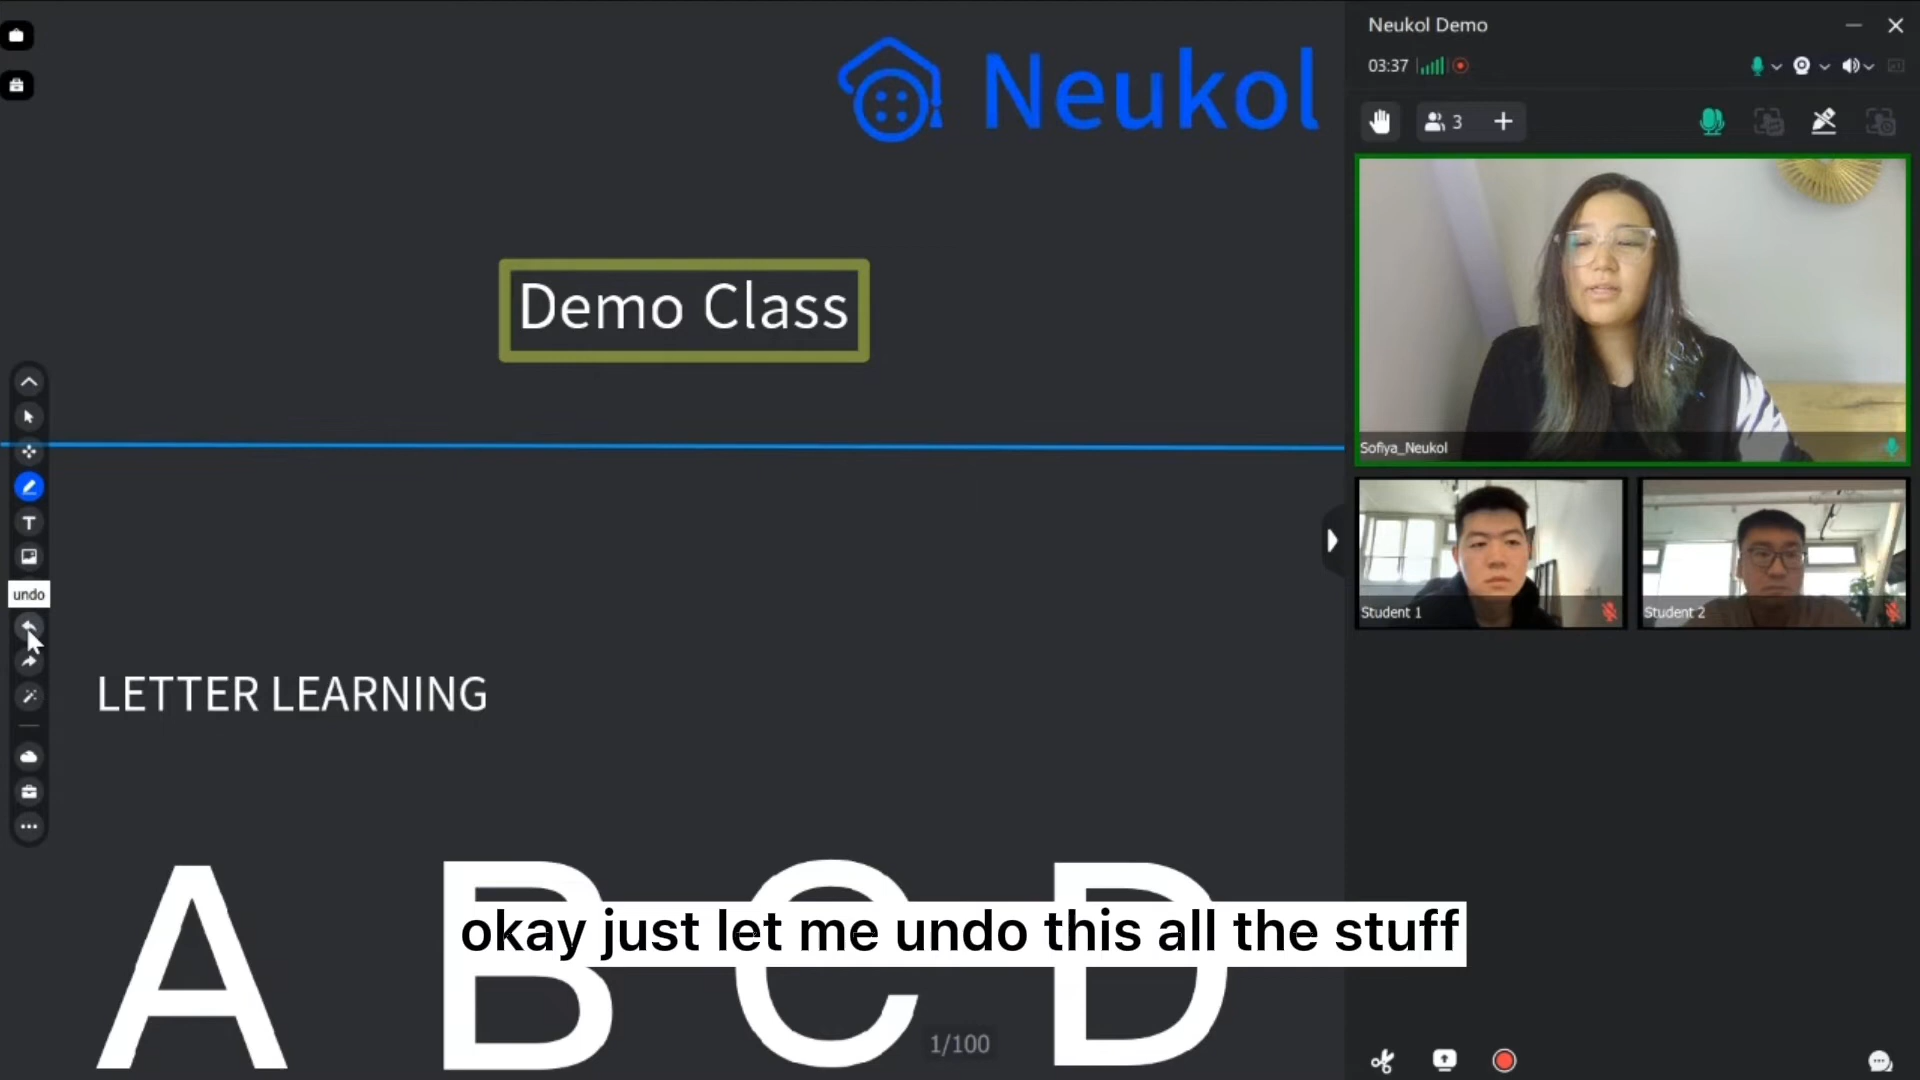 Neukol
Demo Class
undo
LETTER LEARNING
A B C D
okay just let me undo this all the stuff
1/100
Neukol Demo
03:37
3
Sofiya_Neukol
Student 1
Student 2